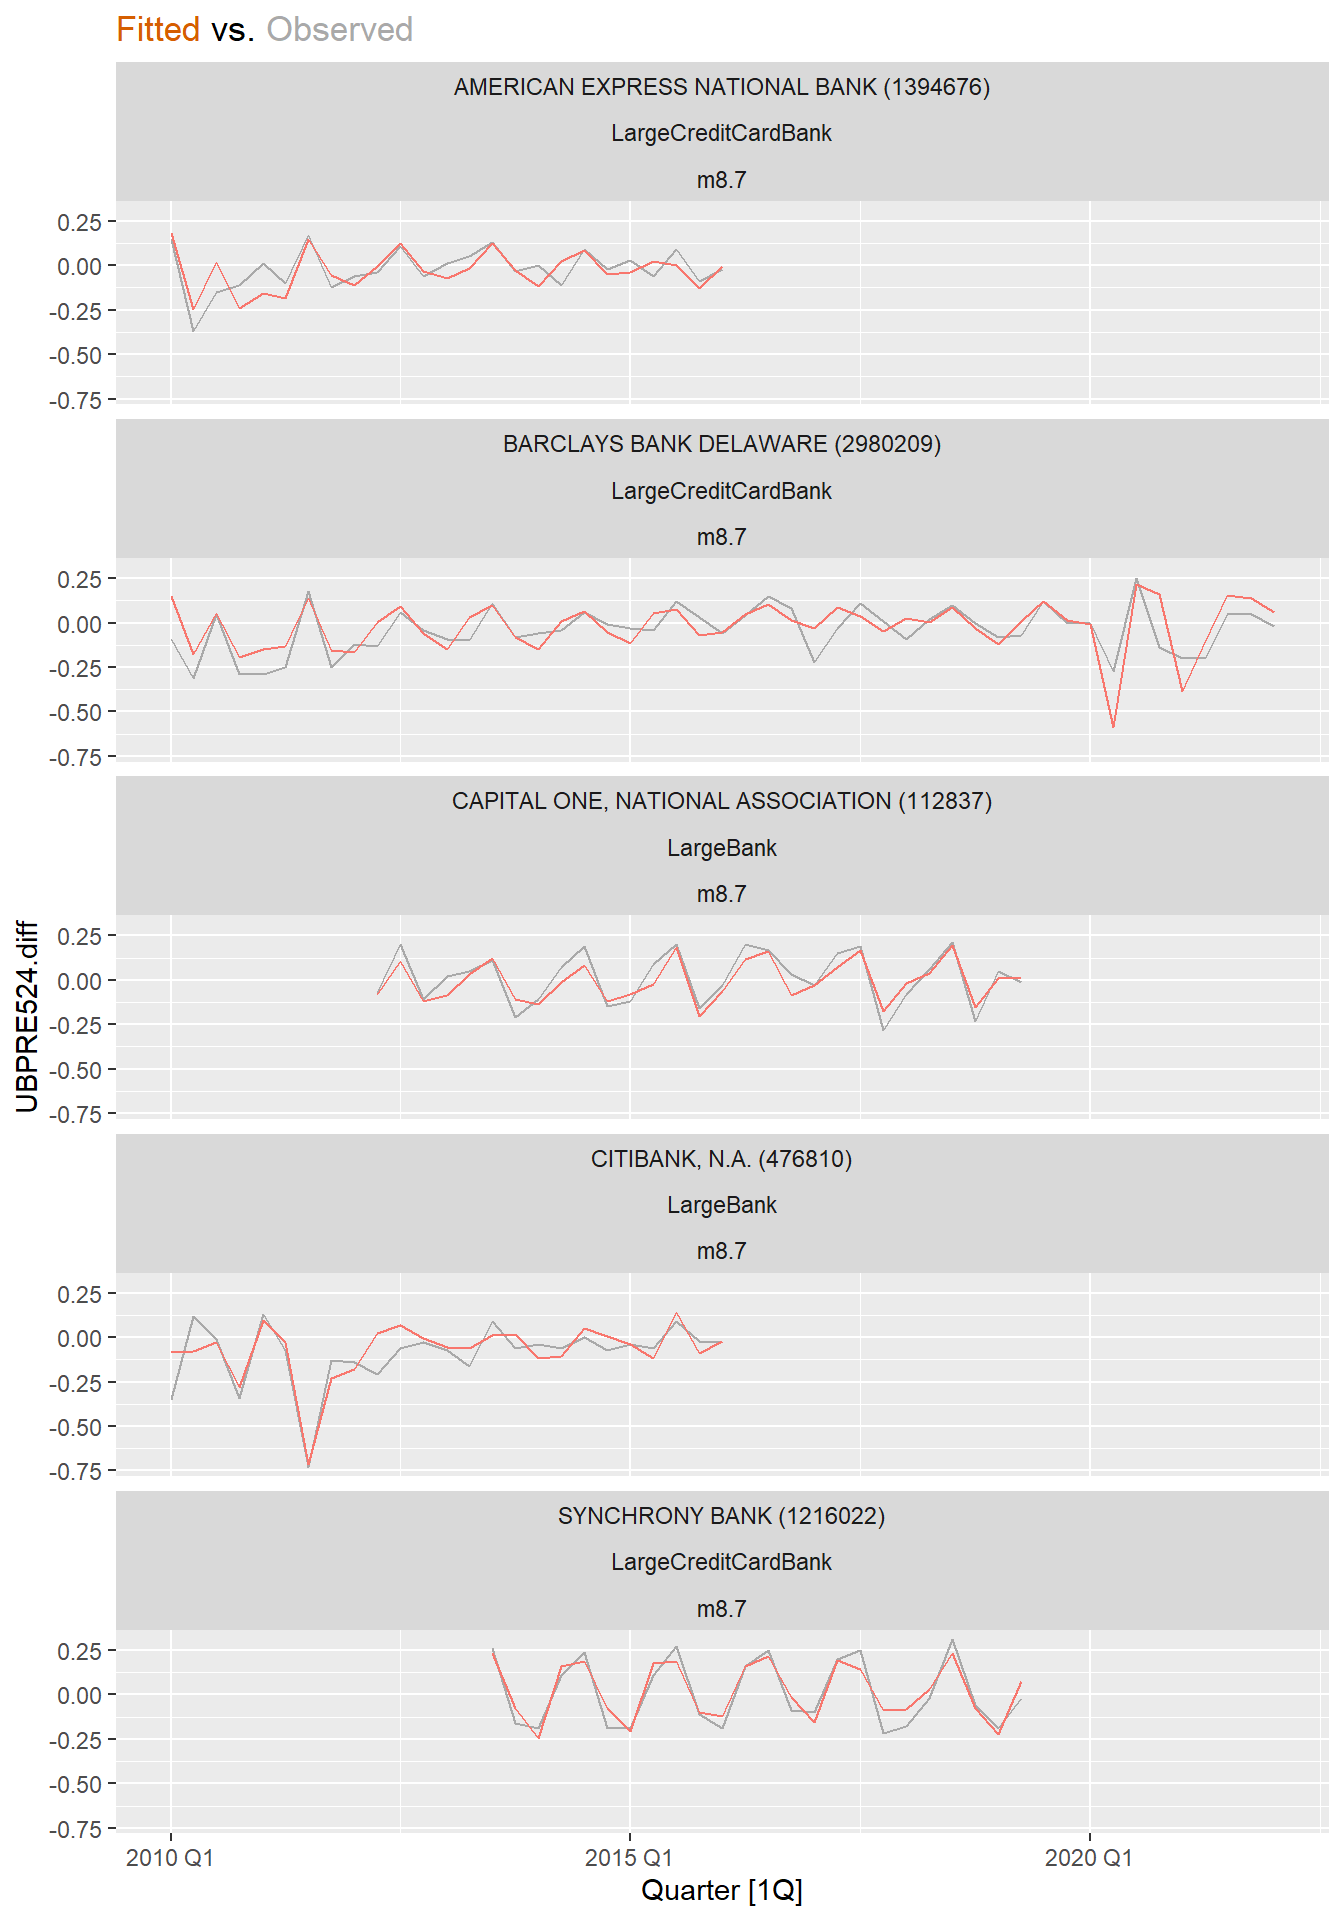 Fitted vs. Observed
AMERICAN EXPRESS NATIONAL BANK (1394676)
LargeCreditCardBank
m8.7
0.25
0.00
-0.25
-0.50
-0.75
BARCLAYS BANK DELAWARE (2980209)
LargeCreditCardBank
m8.7
0.25
0.00
-0.25
-0.50
-0.75
CAPITAL ONE, NATIONAL ASSOCIATION (112837)
LargeBank
m8.7
0.25
0.00
-0.25
-0.50
-0.75
UBPRE524.diff
CITIBANK, N.A. (476810)
LargeBank
m8.7
0.25
0.00
-0.25
-0.50
-0.75
SYNCHRONY BANK (1216022)
LargeCreditCardBank
m8.7
0.25
0.00
-0.25
-0.50
-0.75
2010 Q1 2015 Q1 2020 Q1
Quarter [1Q]